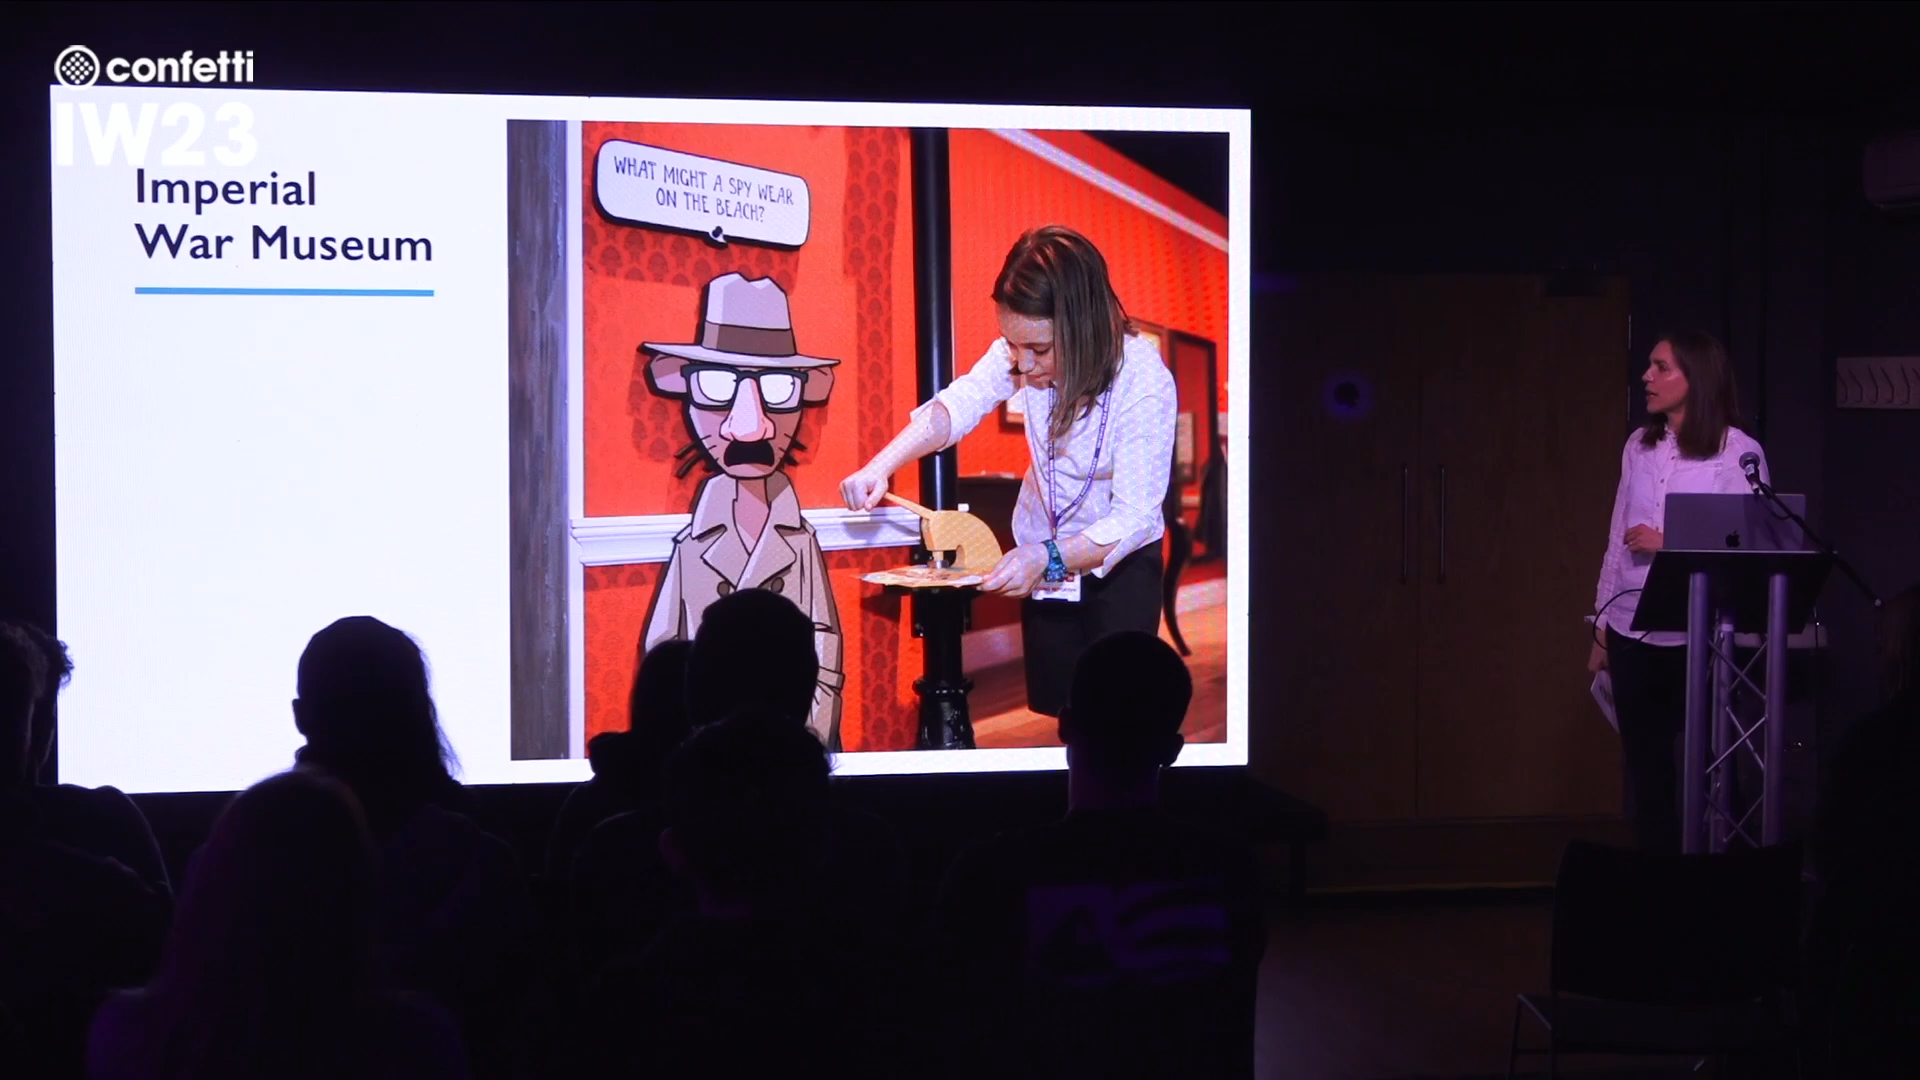 confetti
IW23
Imperial
War Museum
WHAT MIGHT A SPY WEAR
ON THE BEACH?